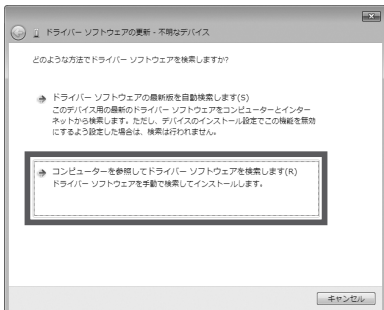 ドライバー ソフトウェアの更新 - 不明なデバイス
どのような方法でドライバー ソフトウェアを検索しますか?
ドライバー ソフトウェアの最新版を自動検索します(S)
このデバイス用の最新のドライバー ソフトウェアをコンピューターとインター
ネットから検索します。ただし、デバイスのインストール設定でこの機能を無効
にするよう設定した場合は、検索は行われません。
コンピューターを参照してドライバー ソフトウェアを検索します(R)
ドライバー ソフトウェアを手動で検索してインストールします。
キャンセル